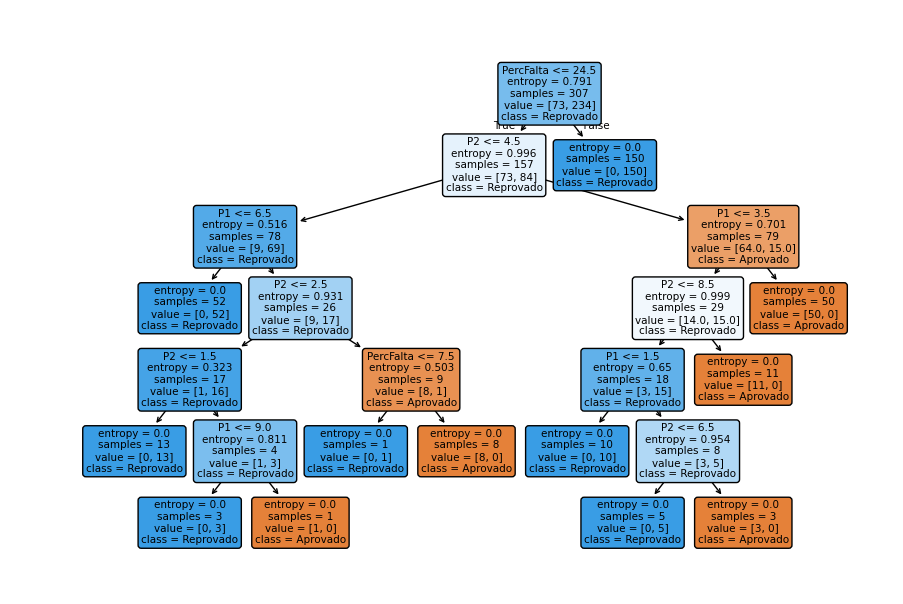 PercFalta <= 24.5
entropy = 0.791
samples = 307
value = [73, 234]
class = Reprovado
True
False
P2 <= 4.5
entropy = 0.996
samples = 157
value = [73, 84]
class = Reprovado
entropy = 0.0
samples = 150
value = [0, 150]
class = Reprovado
P1 <= 6.5
entropy = 0.516
samples = 78
value = [9, 69]
class = Reprovado
P1 <= 3.5
entropy = 0.701
samples = 79
value = [64.0, 15.0]
class = Aprovado
entropy = 0.0
samples = 52
value = [0, 52]
class = Reprovado
P2 <= 2.5
entropy = 0.931
samples = 26
value = [9, 17]
class = Reprovado
P2 <= 8.5
entropy = 0.999
samples = 29
value = [14.0, 15.0]
class = Reprovado
entropy = 0.0
samples = 50
value = [50, 0]
class = Aprovado
P2 <= 1.5
entropy = 0.323
samples = 17
value = [1, 16]
class = Reprovado
PercFalta <= 7.5
entropy = 0.503
samples = 9
value = [8, 1]
class = Aprovado
P1 <= 1.5
entropy = 0.65
samples = 18
value = [3, 15]
class = Reprovado
entropy = 0.0
samples = 11
value = [11, 0]
class = Aprovado
entropy = 0.0
samples = 13
value = [0, 13]
class = Reprovado
P1 <= 9.0
entropy = 0.811
samples = 4
value = [1, 3]
class = Reprovado
entropy = 0.0
samples = 1
value = [0, 1]
class = Reprovado
entropy = 0.0
samples = 8
value = [8, 0]
class = Aprovado
entropy = 0.0
samples = 10
value = [0, 10]
class = Reprovado
P2 <= 6.5
entropy = 0.954
samples = 8
value = [3, 5]
class = Reprovado
entropy = 0.0
samples = 3
value = [0, 3]
class = Reprovado
entropy = 0.0
samples = 1
value = [1, 0]
class = Aprovado
entropy = 0.0
samples = 5
value = [0, 5]
class = Reprovado
entropy = 0.0
samples = 3
value = [3, 0]
class = Aprovado